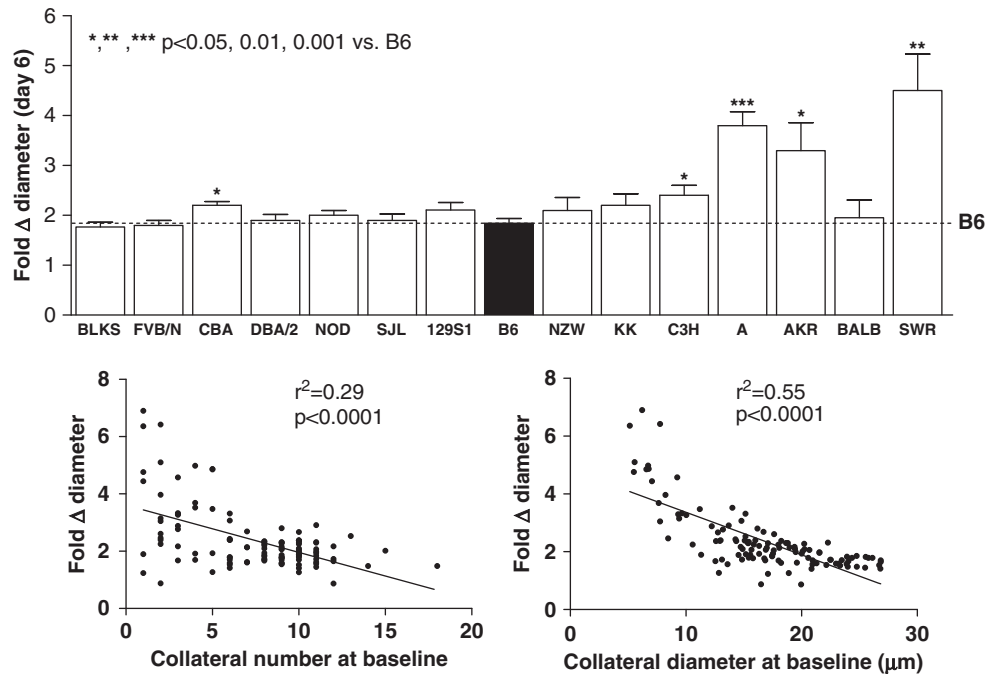 *,** ,*** p<0.05, 0.01, 0.001 vs. B6
Fold Δ diameter (day 6)
6
5
4
3
2
1
0
*
*
***
*
**
B6
BLKS FVB/N CBA DBA/2 NOD SJL 129S1 B6 NZW KK C3H A AKR BALB SWR
r²=0.29
p<0.0001
Fold Δ diameter
8
6
4
2
0
0 5 10 15 20
Collateral number at baseline
r²=0.55
p<0.0001
Fold Δ diameter
8
6
4
2
0
0 10 20 30
Collateral diameter at baseline (μm)